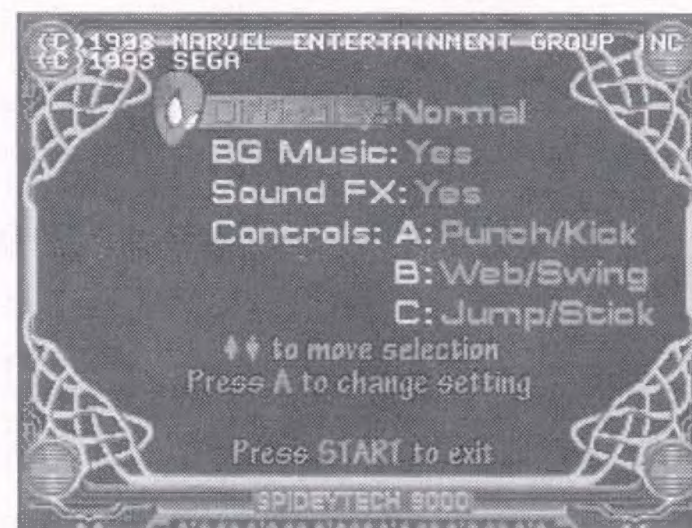 (C)1993 MARVEL ENTERTAINMENT GROUP INC
(C)1993 SEGA
Difficulty: Normal
BG Music: Yes
Sound FX: Yes
Controls: A: Punch/Kick
B: Web/Swing
C: Jump/Stick
to move selection
Press A to change setting
Press START to exit
SPIDEYTECH 9000